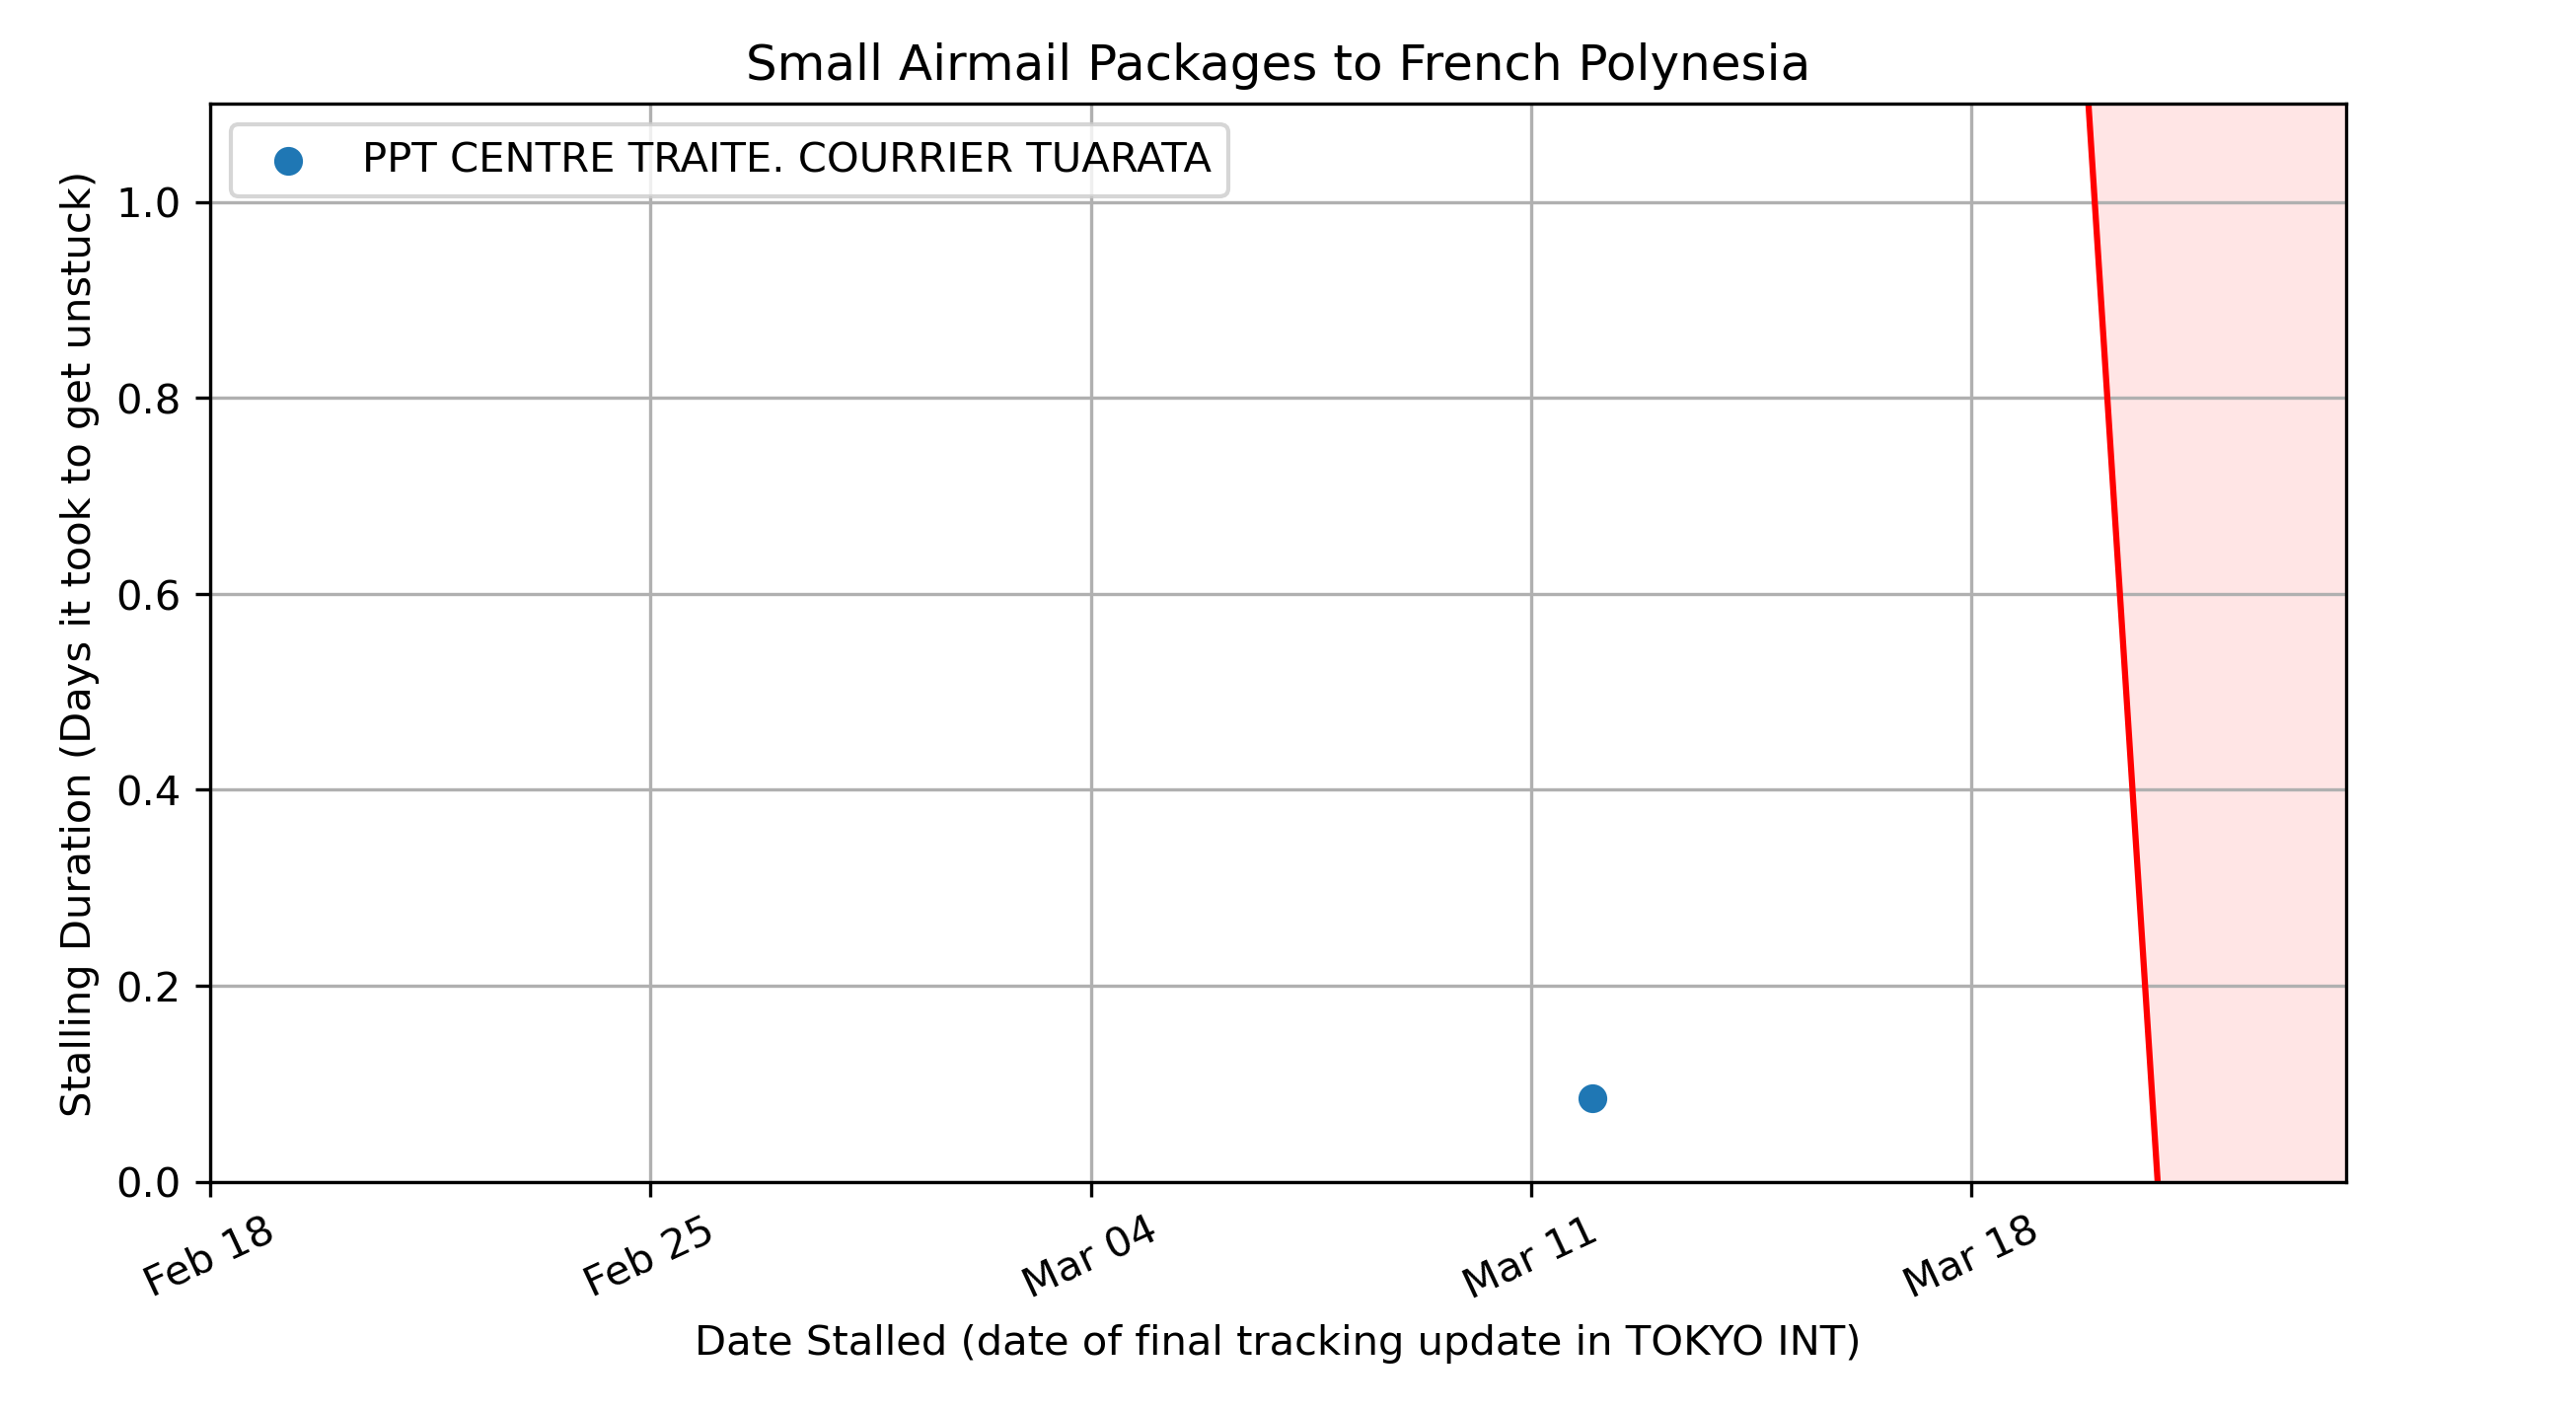 Small Airmail Packages to French Polynesia
PPT CENTRE TRAITE. COURRIER TUARATA
Stalling Duration (Days it took to get unstuck)
1.0
0.8
0.6
0.4
0.2
0.0
Feb 18
Feb 25
Mar 04
Mar 11
Mar 18
Date Stalled (date of final tracking update in TOKYO INT)